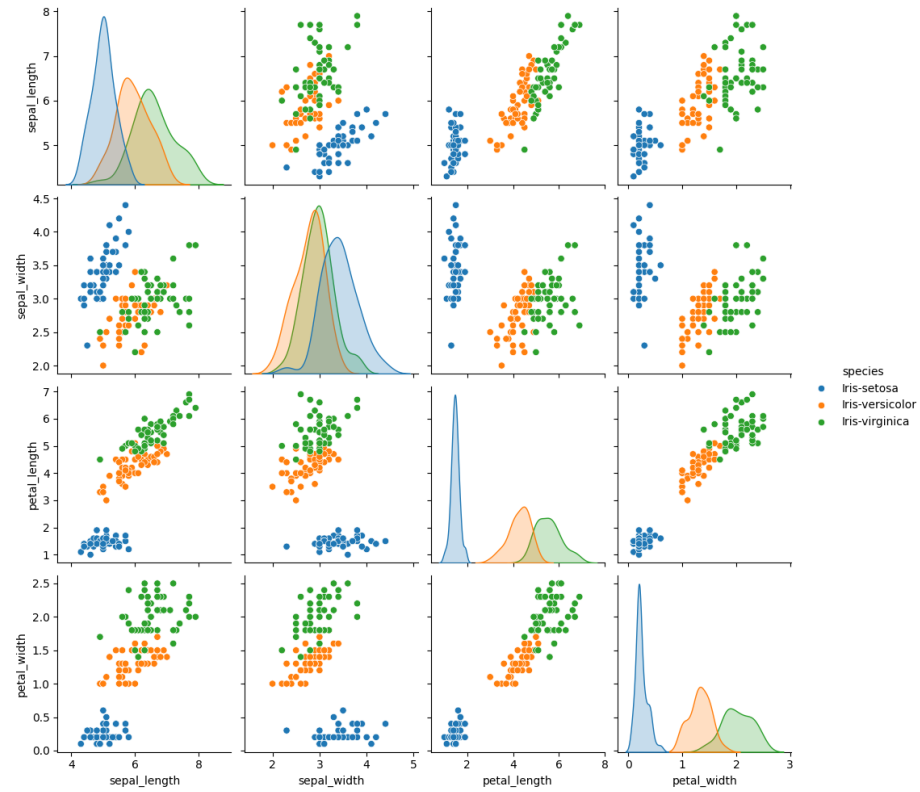 8
7
6
5
sepal_length
4.5
4.0
3.5
3.0
2.5
2.0
sepal_width
species
Iris-setosa
Iris-versicolor
Iris-virginica
7
6
5
4
3
2
1
petal_length
2.5
2.0
1.5
1.0
0.5
0.0
petal_width
4 6 8 2 3 4 5 2 4 6 8 0 1 2 3
sepal_length sepal_width petal_length petal_width